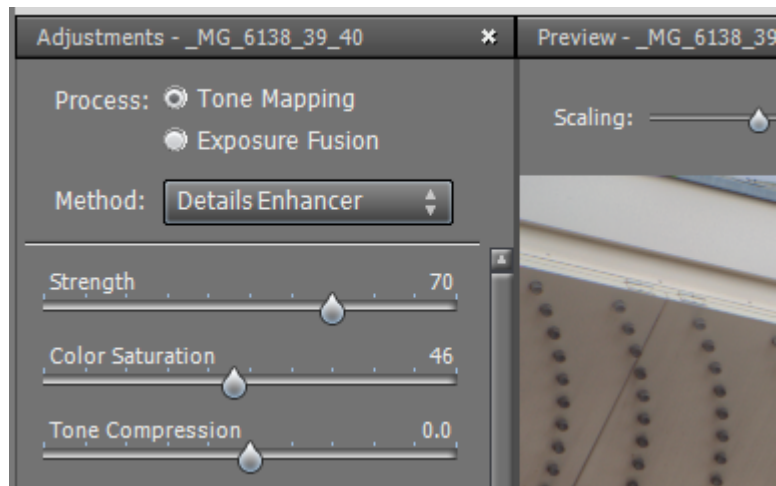 Adjustments - _MG_6138_39_40
Preview - _MG_6138_39
Process:
Tone Mapping
Exposure Fusion
Scaling:
Method:
Details Enhancer
Strength 70
Color Saturation 46
Tone Compression 0.0